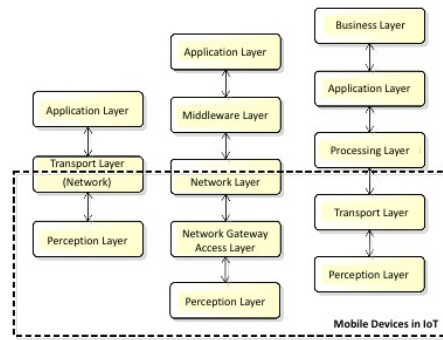 Application Layer
Transport Layer
(Network)
Perception Layer
Application Layer
Middleware Layer
Network Layer
Network Gateway
Access Layer
Perception Layer
Business Layer
Application Layer
Processing Layer
Transport Layer
Perception Layer
Mobile Devices in IoT